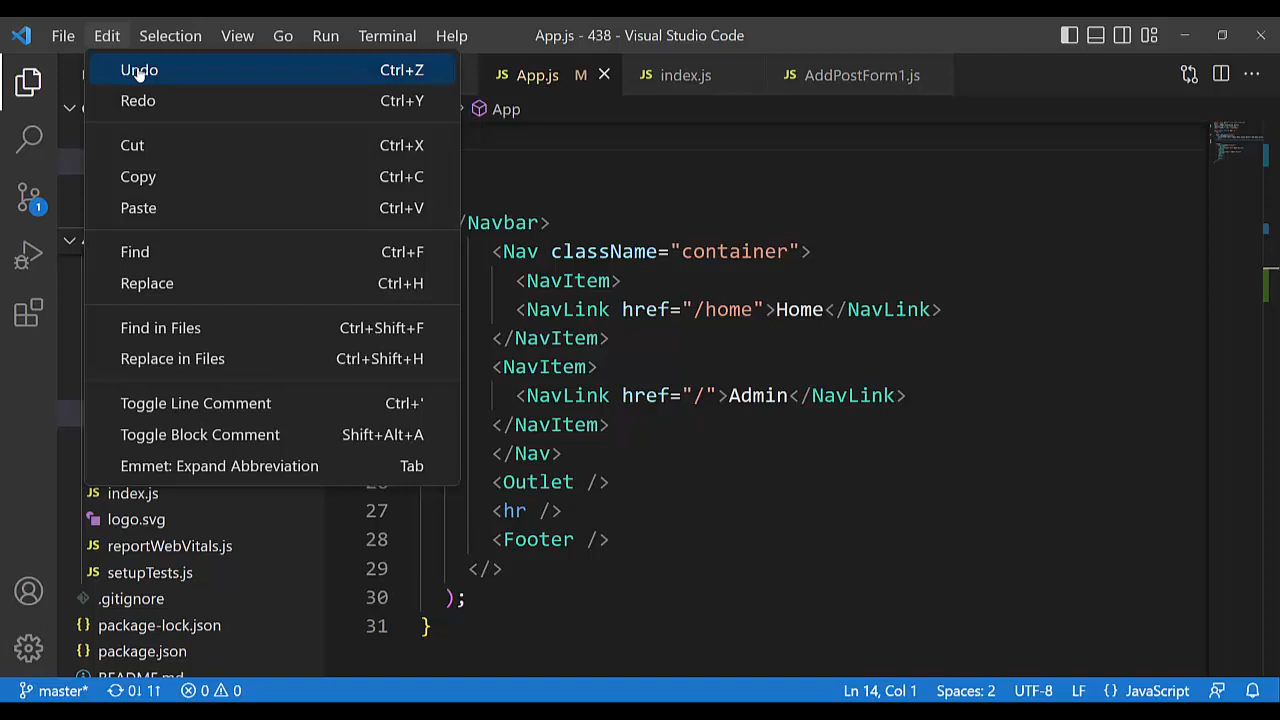 File Edit Selection View Go Run Terminal Help App.js - 438 - Visual Studio Code
JS App.js M JS index.js JS AddPostForm1.js
App
Undo Ctrl+Z
Redo Ctrl+Y
Cut Ctrl+X
Copy Ctrl+C
Paste Ctrl+V
Find Ctrl+F
Replace Ctrl+H
Find in Files Ctrl+Shift+F
Replace in Files Ctrl+Shift+H
Toggle Line Comment Ctrl+'
Toggle Block Comment Shift+Alt+A
Emmet: Expand Abbreviation Tab
1
JS index.js
logo.svg
JS reportWebVitals.js
JS setupTests.js
.gitignore
{} package-lock.json
{} package.json
README.md
/Navbar>
<Nav className="container">
<NavItem>
<NavLink href="/home">Home</NavLink>
</NavItem>
<NavItem>
<NavLink href="/">Admin</NavLink>
</NavItem>
</Nav>
<Outlet />
27 <hr />
28 <Footer />
29 </>
30 );
31 }
master* 0↓ 1↑ 0 0 Ln 14, Col 1 Spaces: 2 UTF-8 LF {} JavaScript